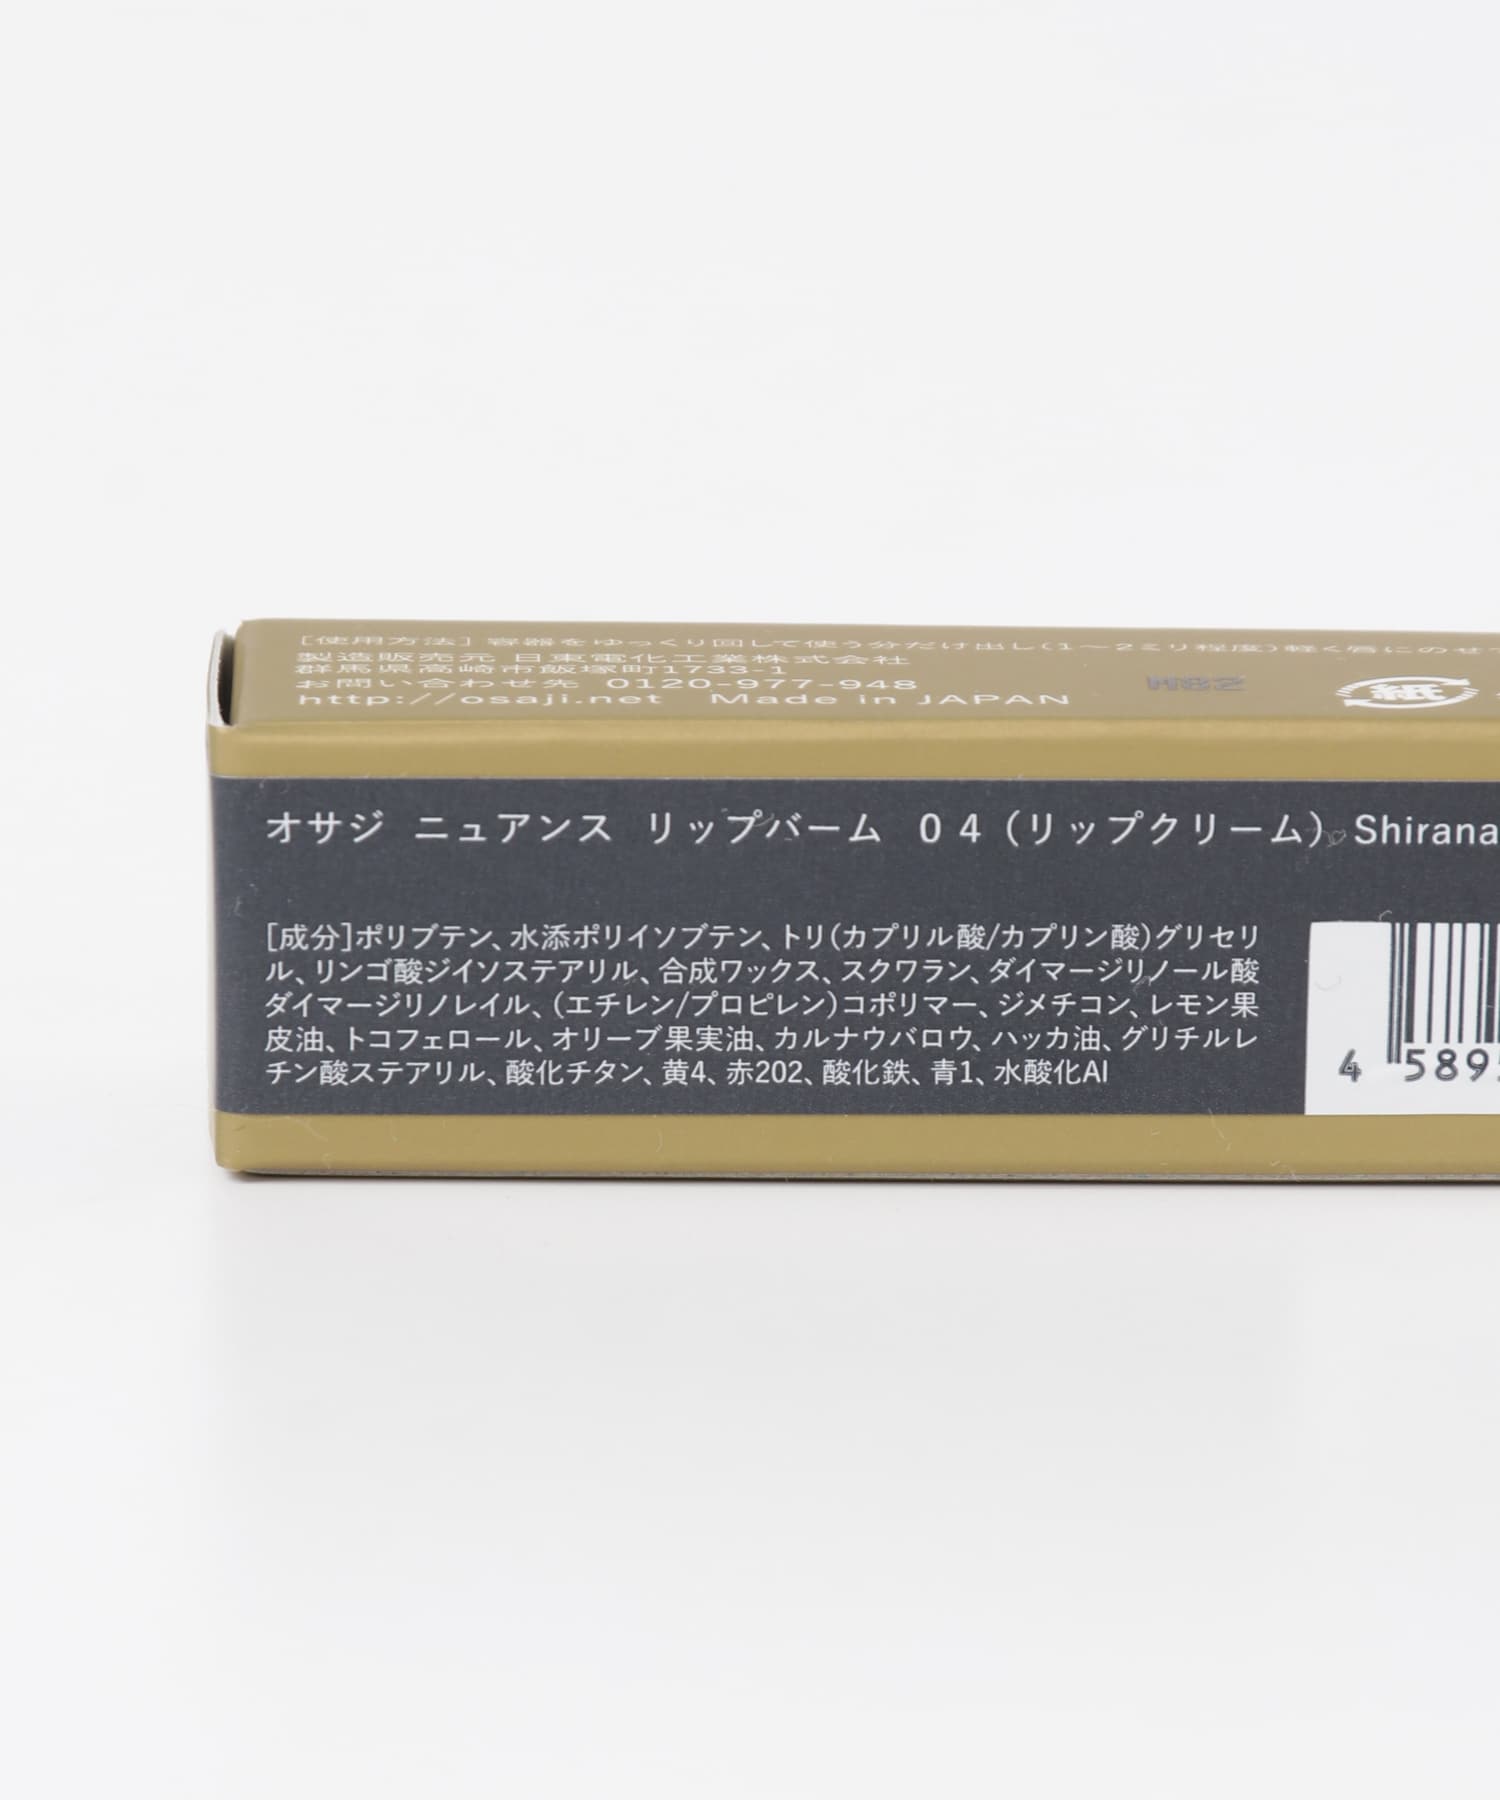 [使用方法] 容器をゆっくり回して使う分だけ出し(1〜2ミリ程度)軽く唇にのせ
製造販売元 日東電化工業株式会社
群馬県高崎市飯塚町1733-1
お問い合わせ先 0120-977-948
http://osaji.net Made in JAPAN
紙
オサジ ニュアンス リップバーム 04(リップクリーム) Shirana
[成分]ポリブテン、水添ポリイソブテン、トリ(カプリル酸/カプリン酸)グリセリ
ル、リンゴ酸ジイソステアリル、合成ワックス、スクワラン、ダイマージリノール酸
ダイマージリノレイル、(エチレン/プロピレン)コポリマー、ジメチコン、レモン果
皮油、トコフェロール、オリーブ果実油、カルナウバロウ、ハッカ油、グリチルレ
チン酸ステアリル、酸化チタン、黄4、赤202、酸化鉄、青1、水酸化Al
4 589